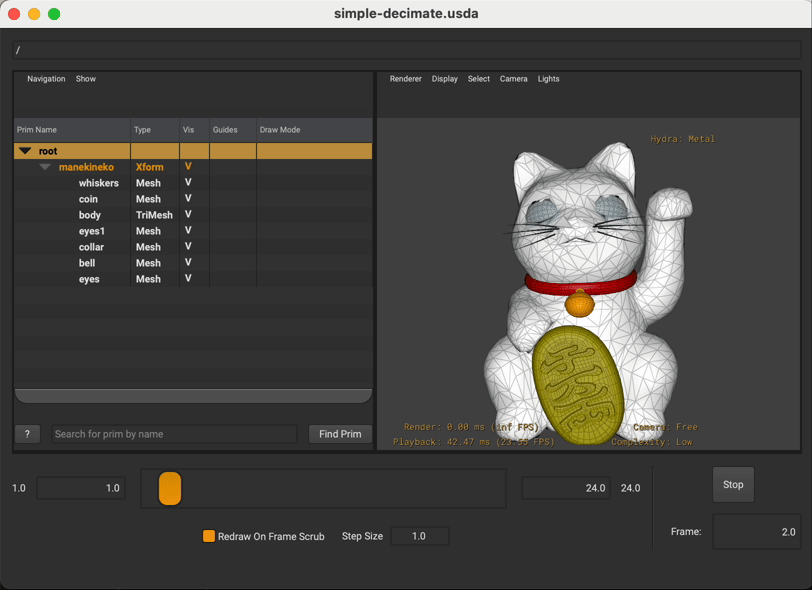 simple-decimate.usda
/
Navigation Show
Renderer Display Select Camera Lights
Prim Name Type Vis Guides Draw Mode
root
manekineko Xform V
whiskers Mesh V
coin Mesh V
body TriMesh V
eyes1 Mesh V
collar Mesh V
bell Mesh V
eyes Mesh V
Hydra: Metal
Render: 0.00 ms (inf FPS)
Camera: Free
Playback: 42.47 ms (23.55 FPS)
Complexity: Low
? Search for prim by name Find Prim
1.0 1.0 24.0 24.0 Stop
Redraw On Frame Scrub Step Size 1.0
Frame: 2.0